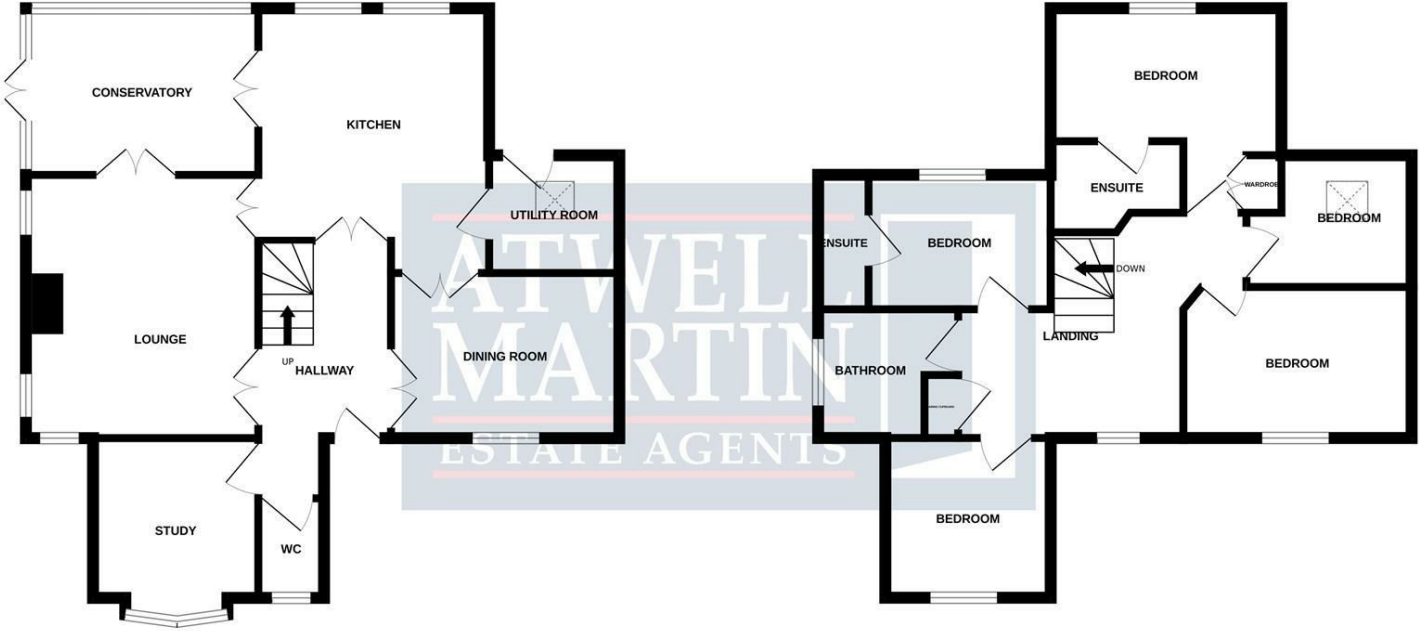 CONSERVATORY
KITCHEN
UTILITY ROOM
LOUNGE
UP
HALLWAY
DINING ROOM
STUDY
WC
ATWELL
MARTIN
ESTATE AGENTS
BEDROOM
ENSUITE
WARDROBE
BEDROOM
ENSUITE
BEDROOM
DOWN
LANDING
BATHROOM
BEDROOM
BEDROOM